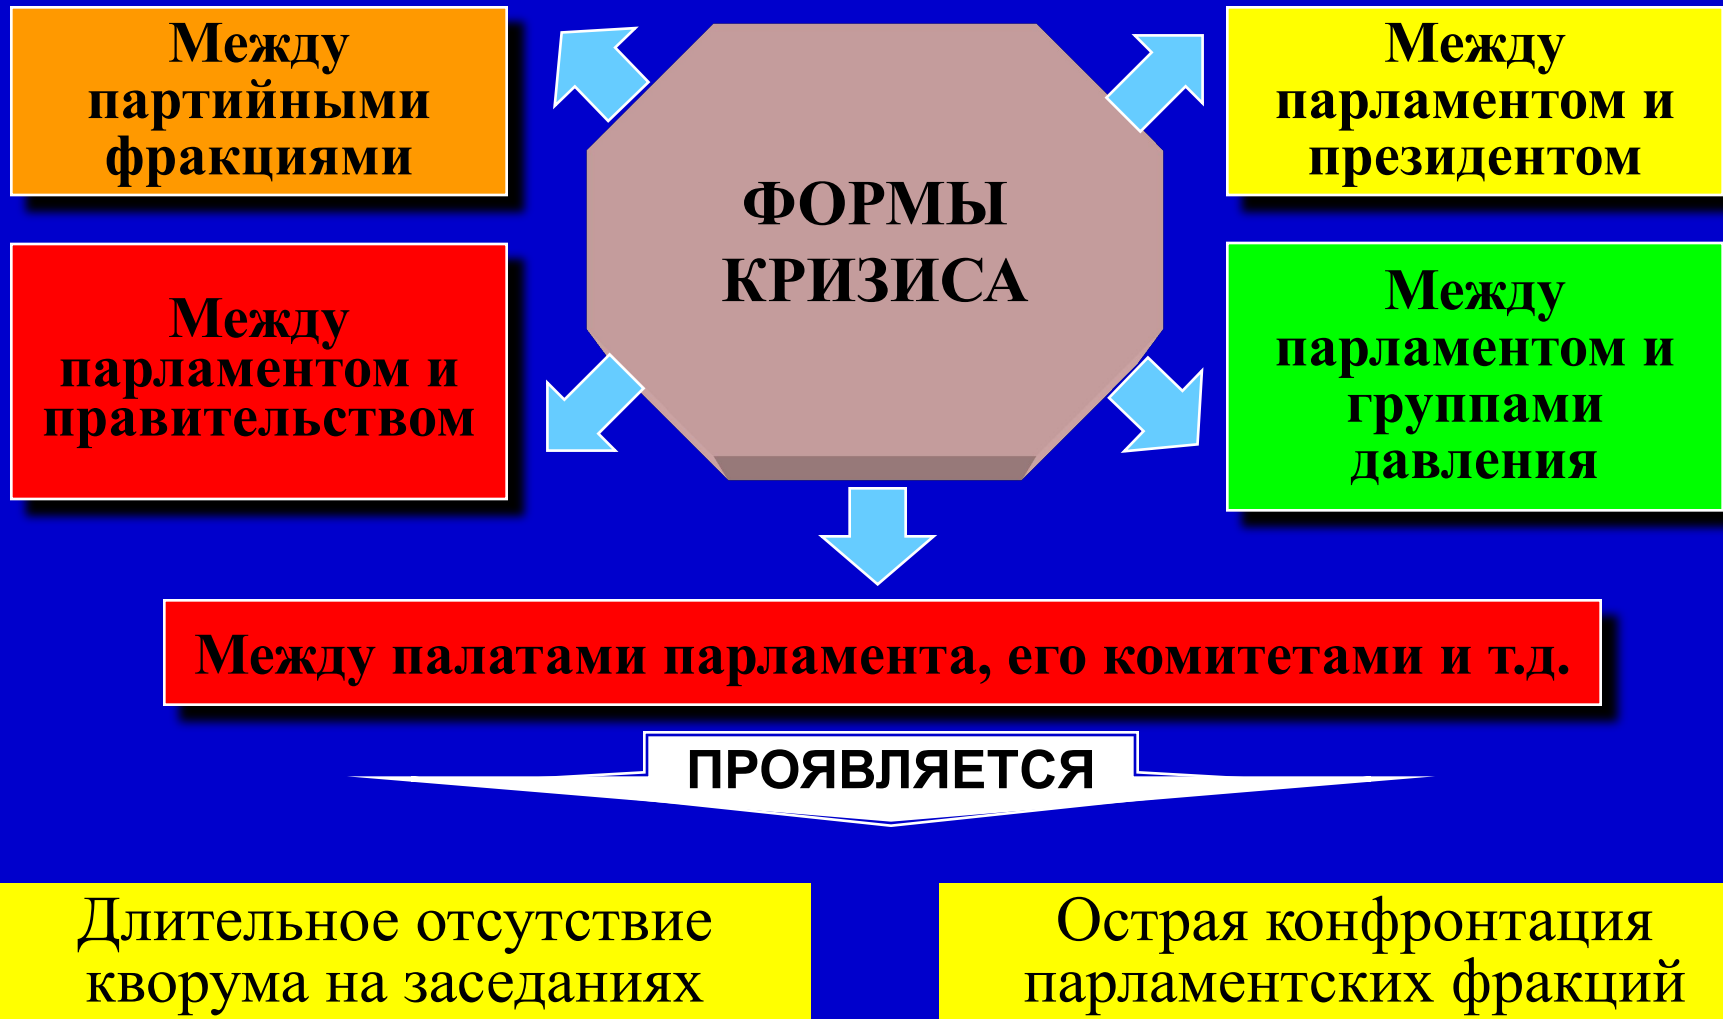 Между
партийными
фракциями
ФОРМЫ
КРИЗИСА
Между
парламентом и
президентом
Между
парламентом и
правительством
Между
парламентом и
группами
давления
Между палатами парламента, его комитетами и т.д.
ПРОЯВЛЯЕТСЯ
Длительное отсутствие
кворума на заседаниях
Острая конфронтация
парламентских фракций